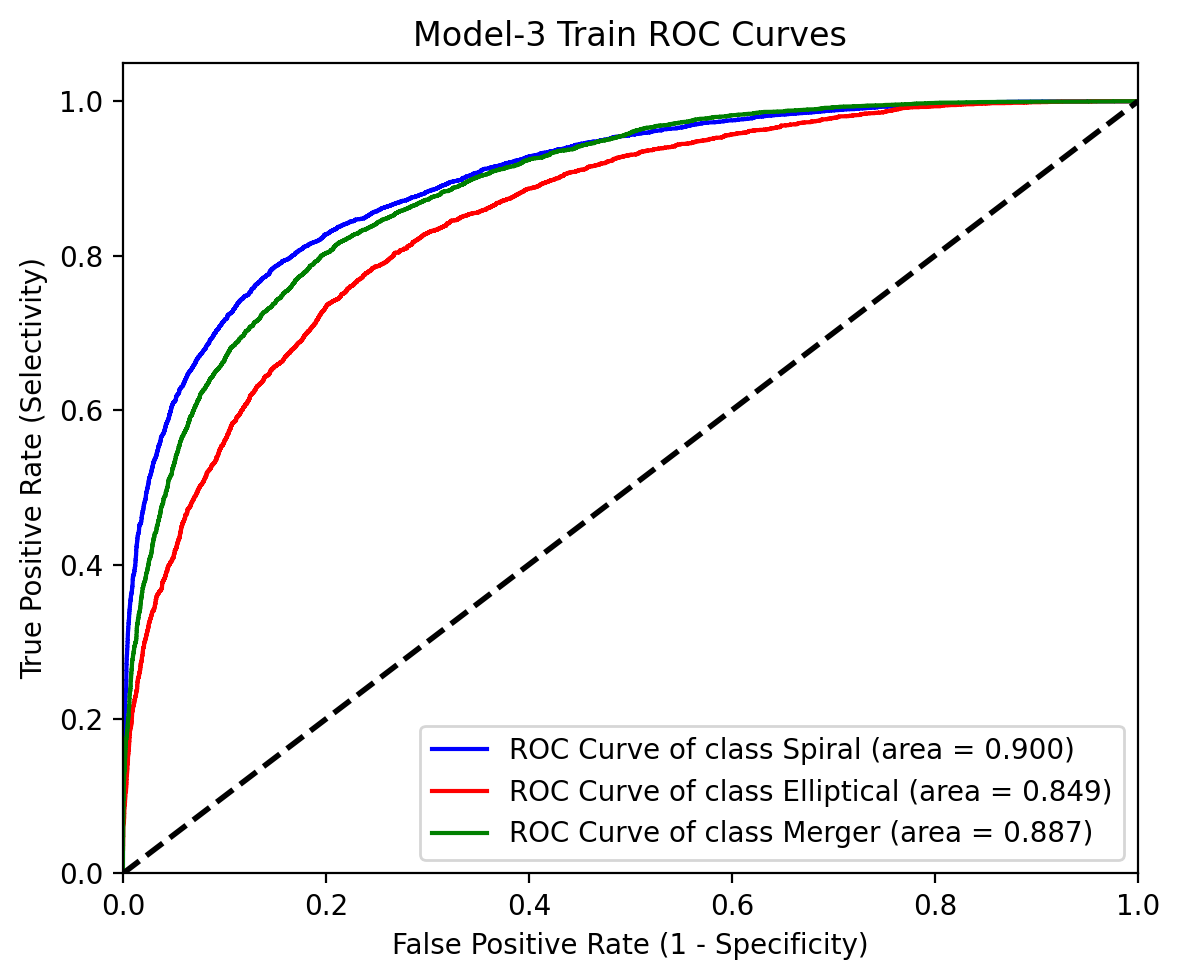 Model-3 Train ROC Curves
True Positive Rate (Selectivity)
1.0
0.8
0.6
0.4
0.2
0.0
ROC Curve of class Spiral (area = 0.900)
ROC Curve of class Elliptical (area = 0.849)
ROC Curve of class Merger (area = 0.887)
0.0 0.2 0.4 0.6 0.8 1.0
False Positive Rate (1 - Specificity)